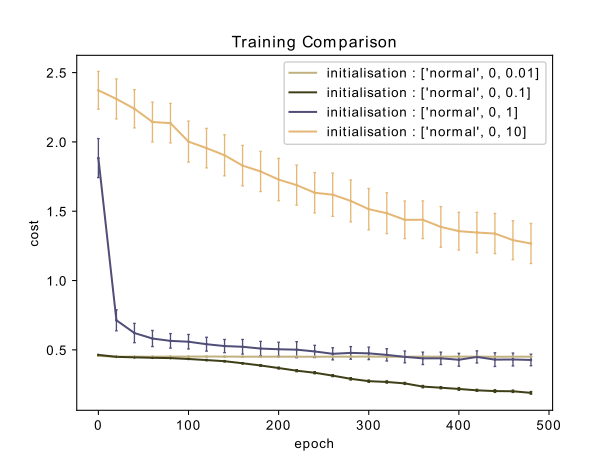 Training Comparison
initialisation : ['normal', 0, 0.01]
initialisation : ['normal', 0, 0.1]
initialisation : ['normal', 0, 1]
initialisation : ['normal', 0, 10]
cost
2.5
2.0
1.5
1.0
0.5
0 100 200 300 400 500
epoch